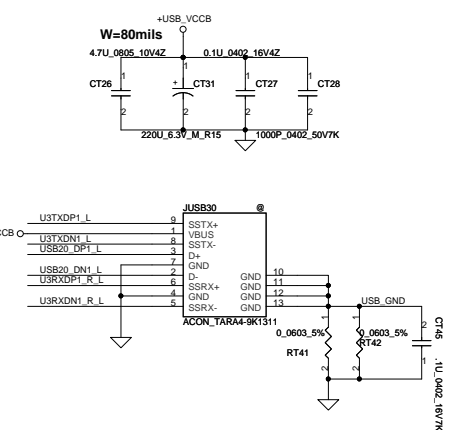 +USB_VCCB
W=80mils
4.7U_0805_10V4Z 0.1U_0402_16V4Z
1 1 1 1
CT26 + CT31 CT27 CT28
2 2 2 2
220U_6.3V_M_R15 1000P_0402_50V7K
JUSB30 @
U3TXDP1_L 9 SSTX+
CCB 1 VBUS
U3TXDN1_L 8 SSTX-
USB20_DP1_L 3 D+
7 GND
USB20_DN1_L 2 D- GND 10
U3RXDP1_R_L 6 SSRX+ GND 11
4 GND GND 12
U3RXDN1_R_L 5 SSRX- GND 13
USB_GND
ACON_TARA4-9K1311
0_0603_5% 0_0603_5%
RT41 RT42
1 1 2
2 2 1
CT45
.1U_0402_16V7K